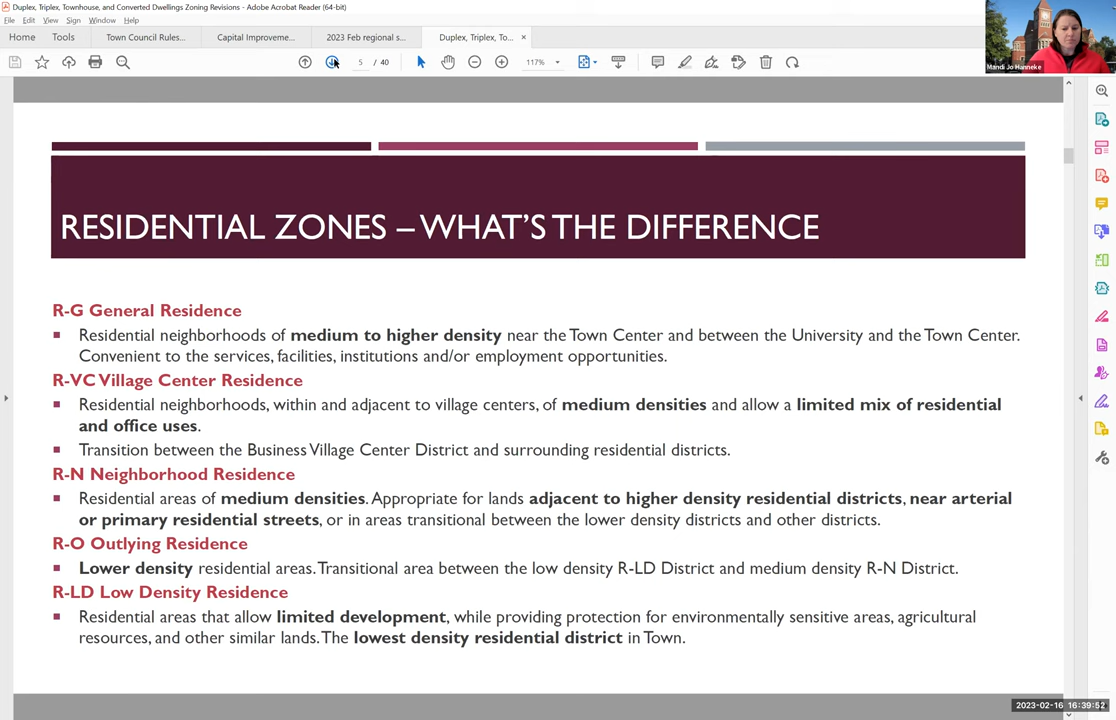 Duplex, Triplex, Townhouse, and Converted Dwellings Zoning Revisions - Adobe Acrobat Reader (64-bit)
File Edit View Sign Window Help
Home Tools Town Council Rules... Capital Improveme... 2023 Feb regional s... Duplex, Triplex, To... ×
5 / 40 117%
Mandi Jo Hanneke
RESIDENTIAL ZONES – WHAT'S THE DIFFERENCE
R-G General Residence
Residential neighborhoods of medium to higher density near the Town Center and between the University and the Town Center.
Convenient to the services, facilities, institutions and/or employment opportunities.
R-VC Village Center Residence
Residential neighborhoods, within and adjacent to village centers, of medium densities and allow a limited mix of residential
and office uses.
Transition between the Business Village Center District and surrounding residential districts.
R-N Neighborhood Residence
Residential areas of medium densities. Appropriate for lands adjacent to higher density residential districts, near arterial
or primary residential streets, or in areas transitional between the lower density districts and other districts.
R-O Outlying Residence
Lower density residential areas. Transitional area between the low density R-LD District and medium density R-N District.
R-LD Low Density Residence
Residential areas that allow limited development, while providing protection for environmentally sensitive areas, agricultural
resources, and other similar lands. The lowest density residential district in Town.
2023-02-16 16:39:52